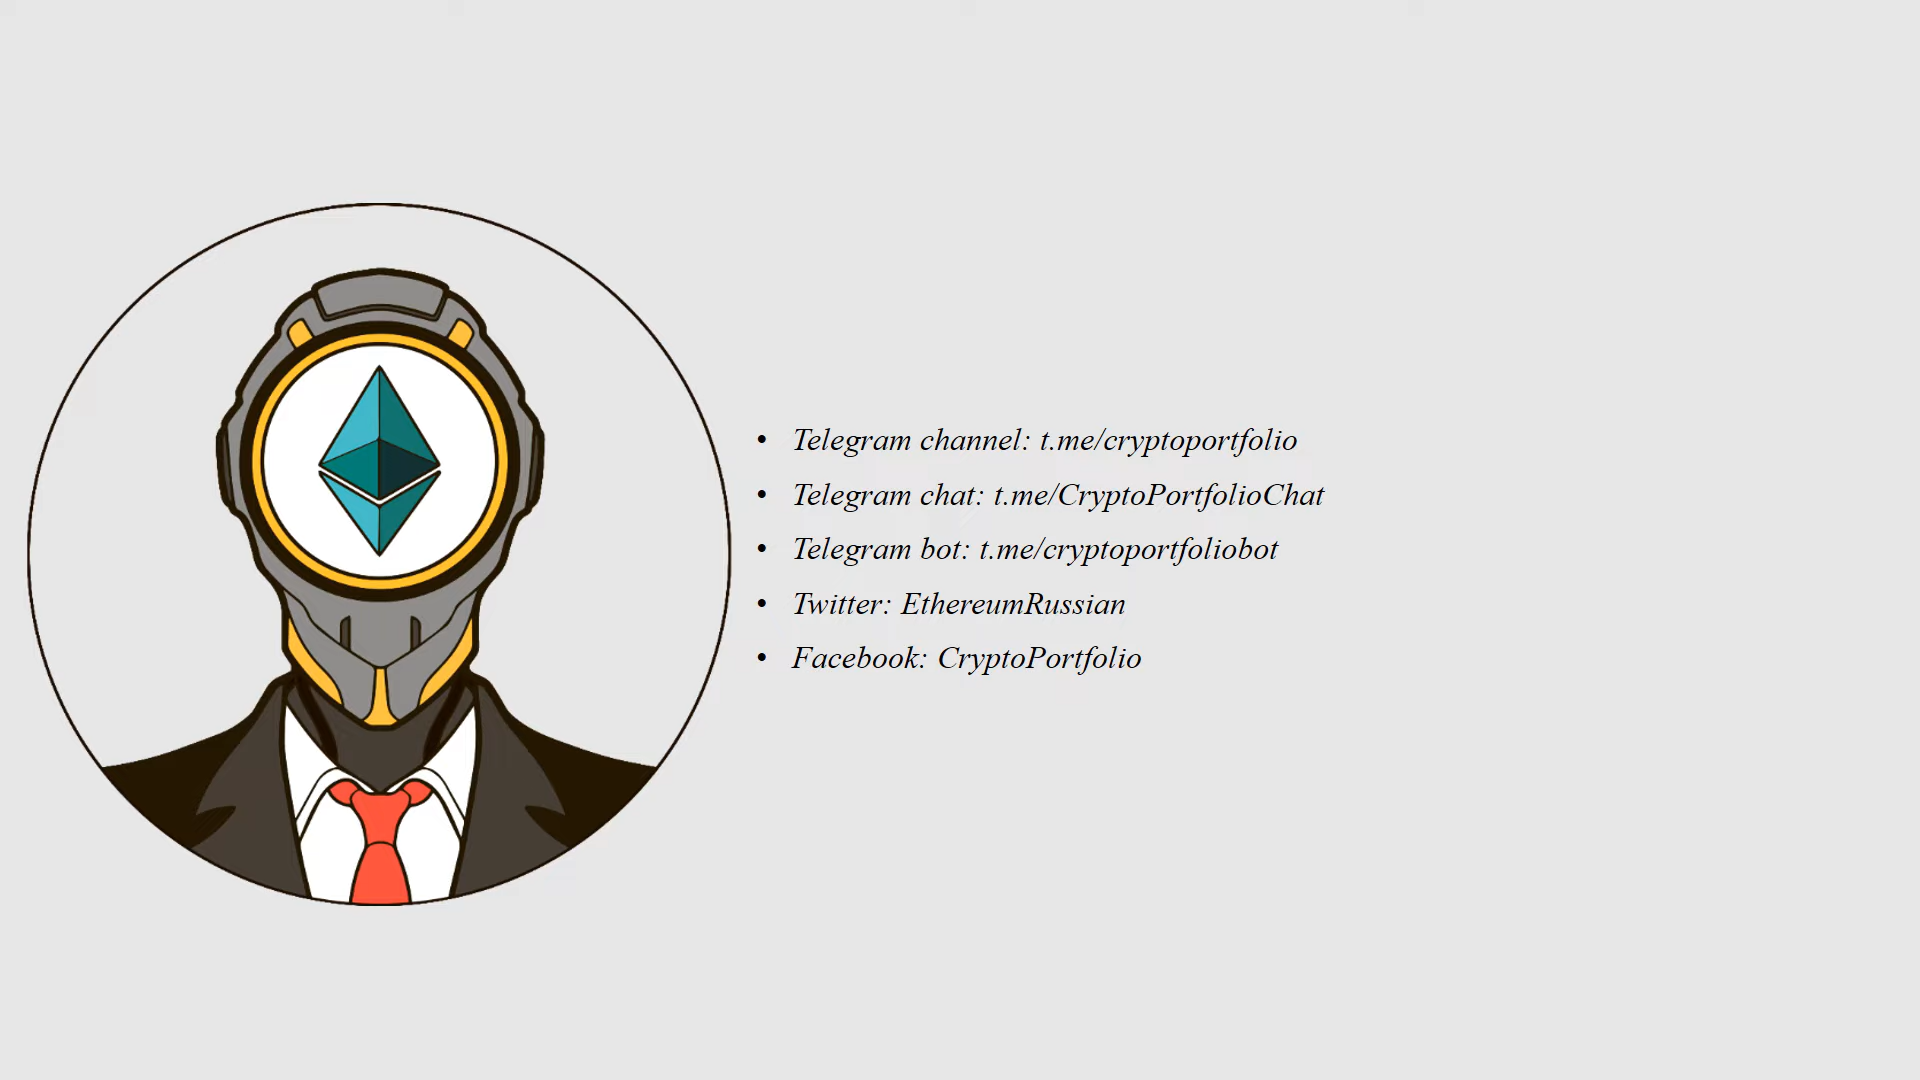 • Telegram channel: t.me/cryptoportfolio
• Telegram chat: t.me/CryptoPortfolioChat
• Telegram bot: t.me/cryptoportfoliobot
• Twitter: EthereumRussian
• Facebook: CryptoPortfolio